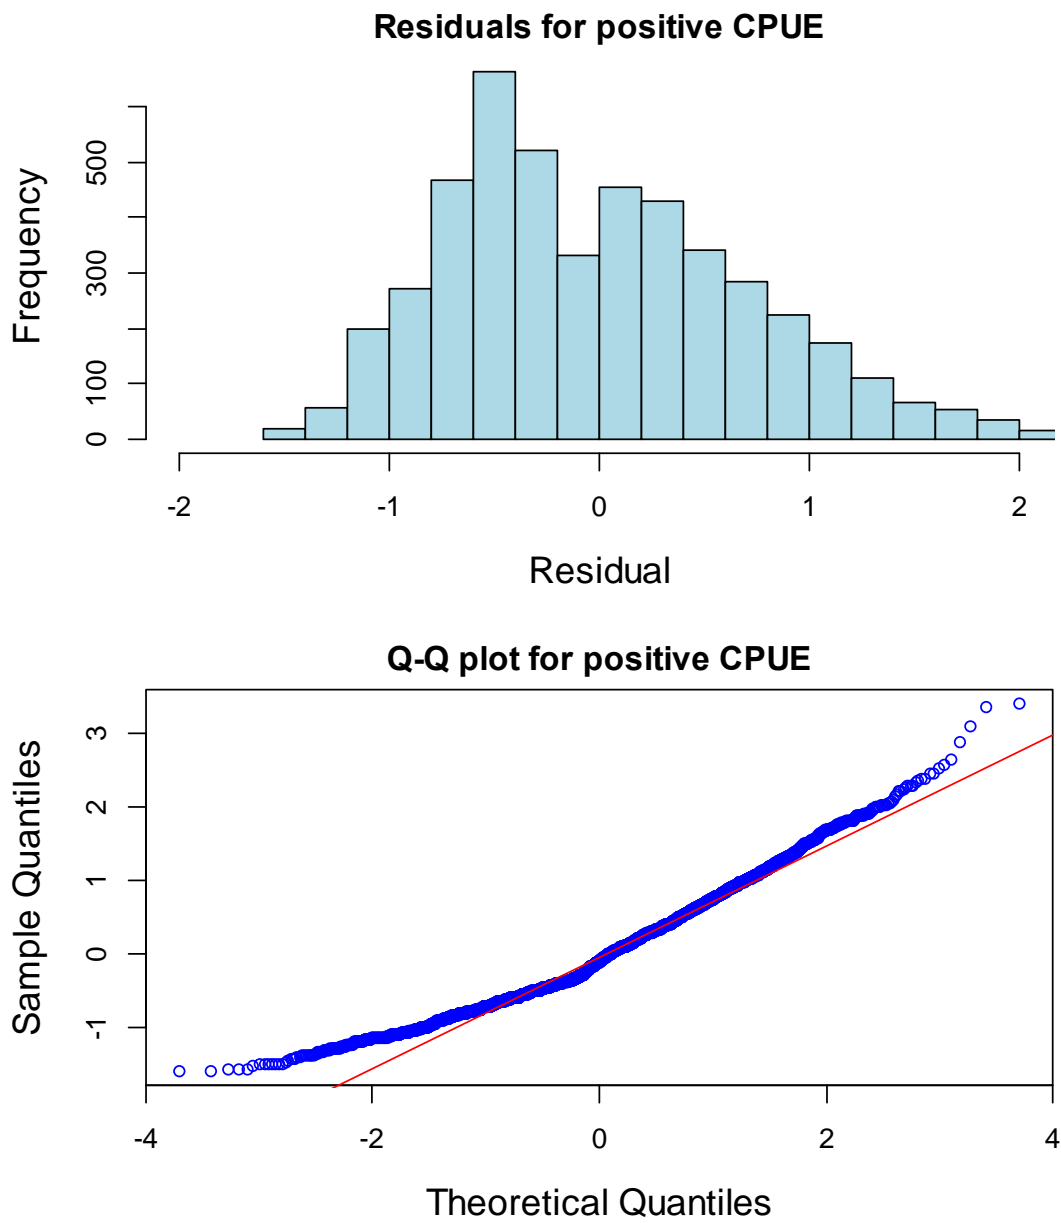 Residuals for positive CPUE
Frequency
0 100 300 500
-2 -1 0 1 2
Residual
Q-Q plot for positive CPUE
Sample Quantiles
-1 0 1 2 3
-4 -2 0 2 4
Theoretical Quantiles